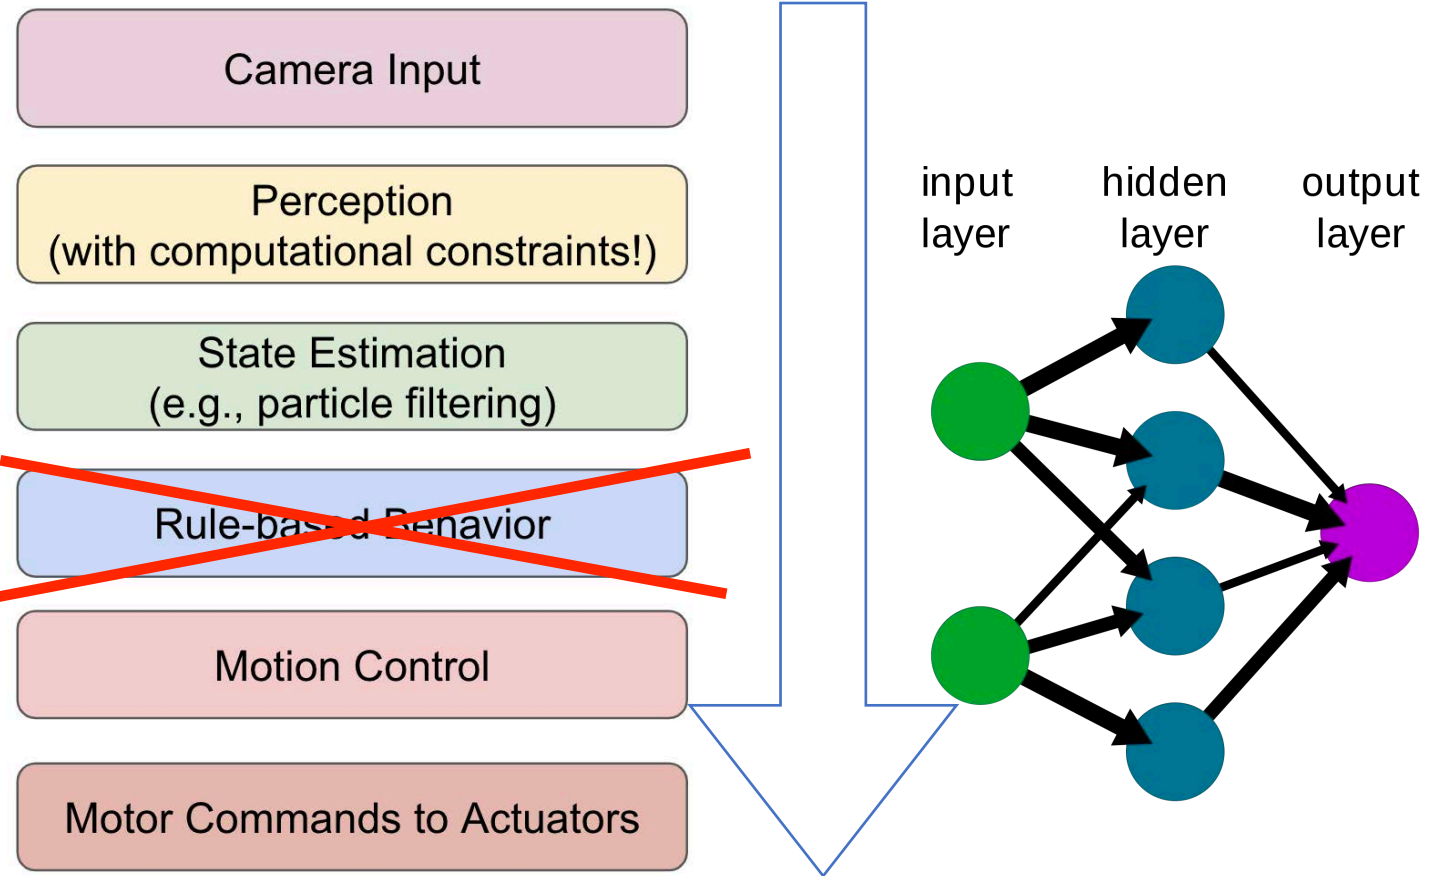 Camera Input
Perception
(with computational constraints!)
State Estimation
(e.g., particle filtering)
Rule-based Behavior
Motion Control
Motor Commands to Actuators
input layer
hidden layer
output layer